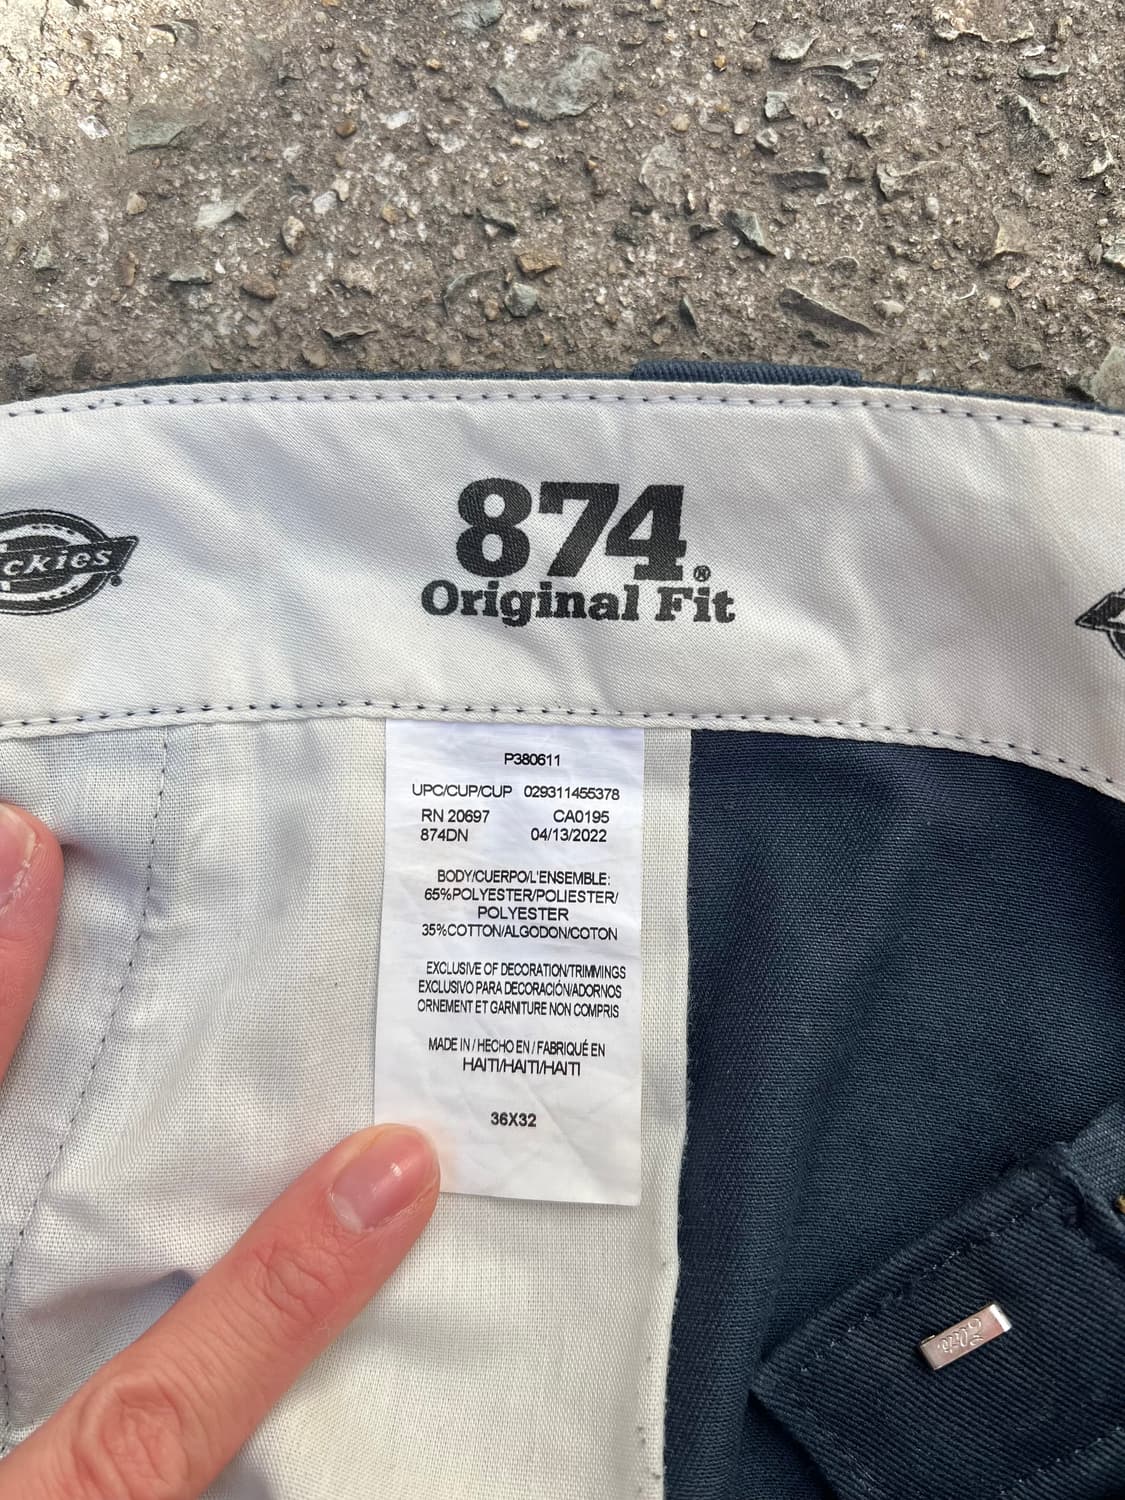 874®
Original Fit
ckies®
P380611
UPC/CUP/CUP 029311455378
RN 20697 CA0195
874DN 04/13/2022
BODY/CUERPO/L'ENSEMBLE:
65%POLYESTER/POLIESTER/
POLYESTER
35%COTTON/ALGODON/COTON
EXCLUSIVE OF DECORATION/TRIMMINGS
EXCLUSIVO PARA DECORACIÓN/ADORNOS
ORNEMENT ET GARNITURE NON COMPRIS
MADE IN / HECHO EN / FABRIQUÉ EN
HAITI/HAITI/HAITI
36X32